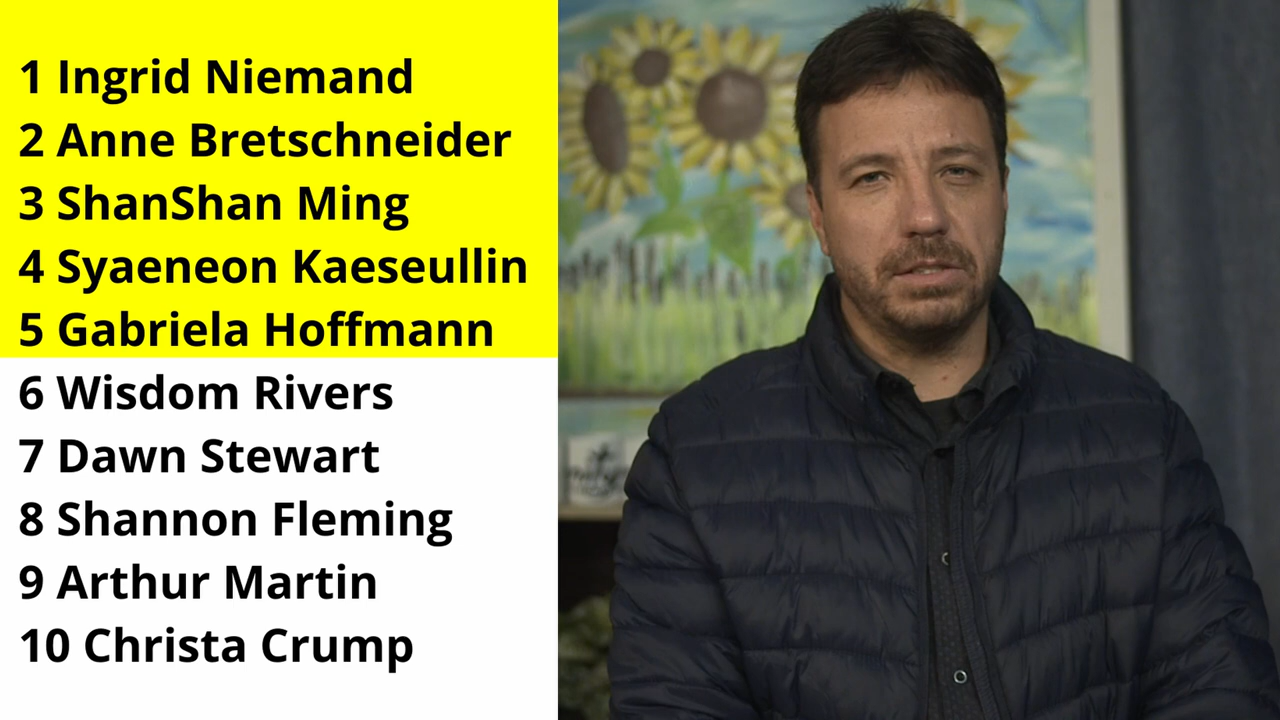 1 Ingrid Niemand
2 Anne Bretschneider
3 ShanShan Ming
4 Syaeneon Kaeseullin
5 Gabriela Hoffmann
6 Wisdom Rivers
7 Dawn Stewart
8 Shannon Fleming
9 Arthur Martin
10 Christa Crump